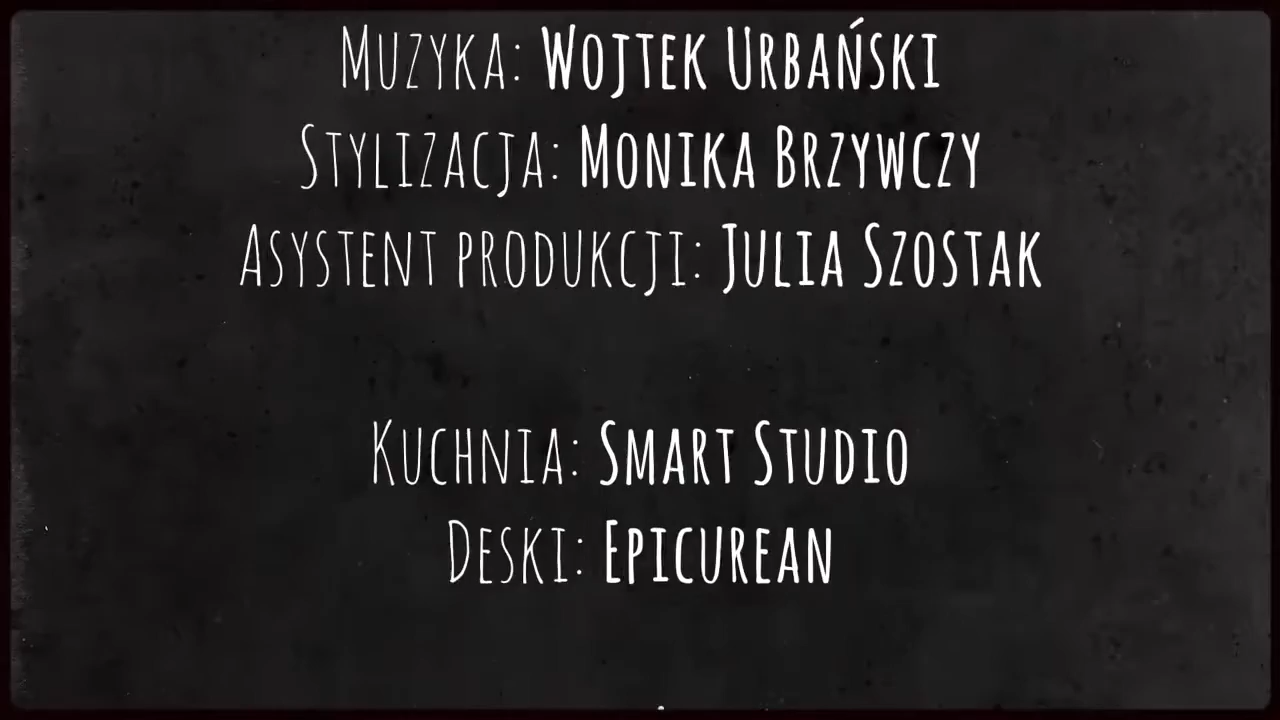 Muzyka: Wojtek Urbański
Stylizacja: Monika Brzywczy
Asystent produkcji: Julia Szostak
Kuchnia: Smart Studio
Deski: Epicurean